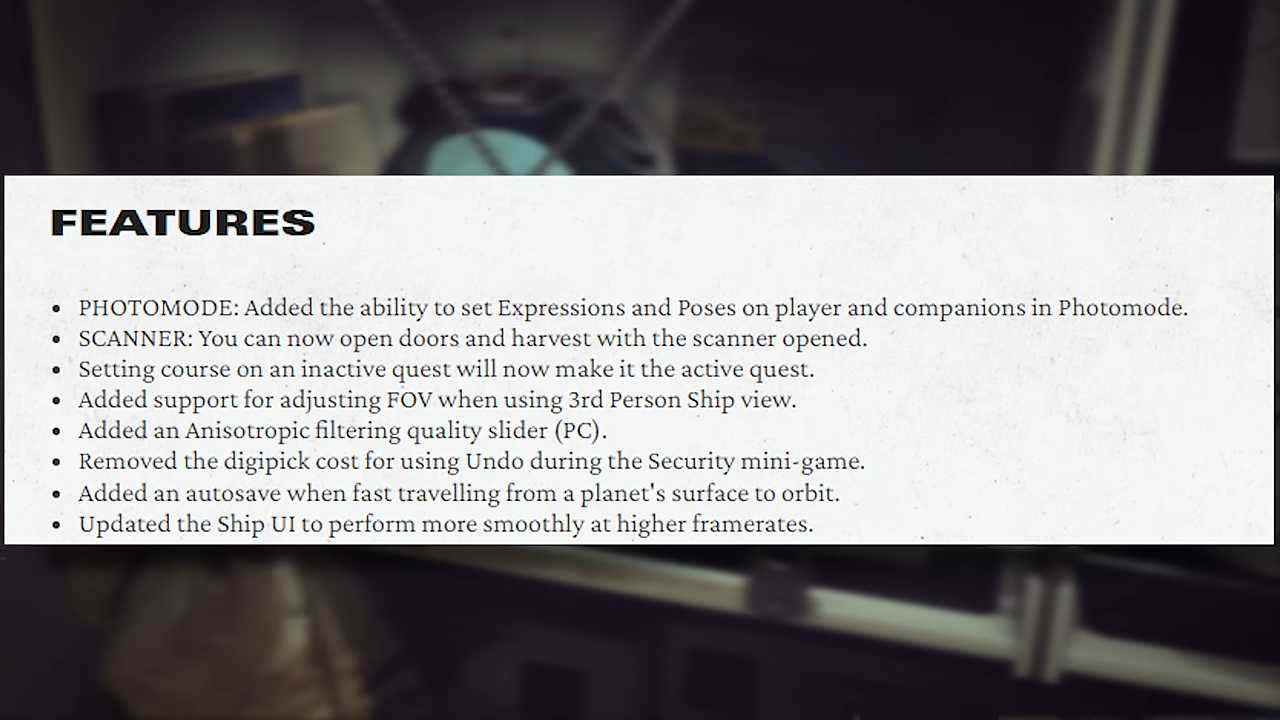 FEATURES
• PHOTOMODE: Added the ability to set Expressions and Poses on player and companions in Photomode.
• SCANNER: You can now open doors and harvest with the scanner opened.
• Setting course on an inactive quest will now make it the active quest.
• Added support for adjusting FOV when using 3rd Person Ship view.
• Added an Anisotropic filtering quality slider (PC).
• Removed the digipick cost for using Undo during the Security mini-game.
• Added an autosave when fast travelling from a planet's surface to orbit.
• Updated the Ship UI to perform more smoothly at higher framerates.